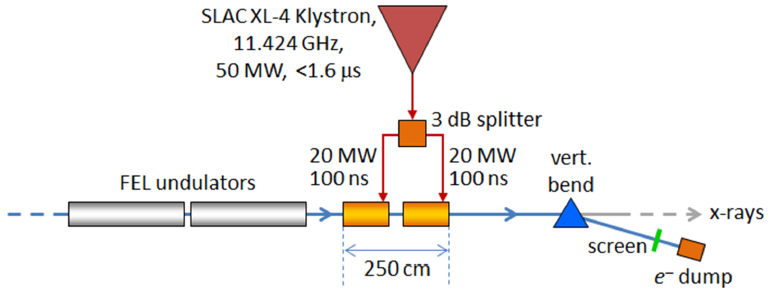 SLAC XL-4 Klystron,
11.424 GHz,
50 MW, <1.6 μs
3 dB splitter
20 MW
100 ns
20 MW
100 ns
FEL undulators
vert.
bend
x-rays
screen
250 cm
e– dump